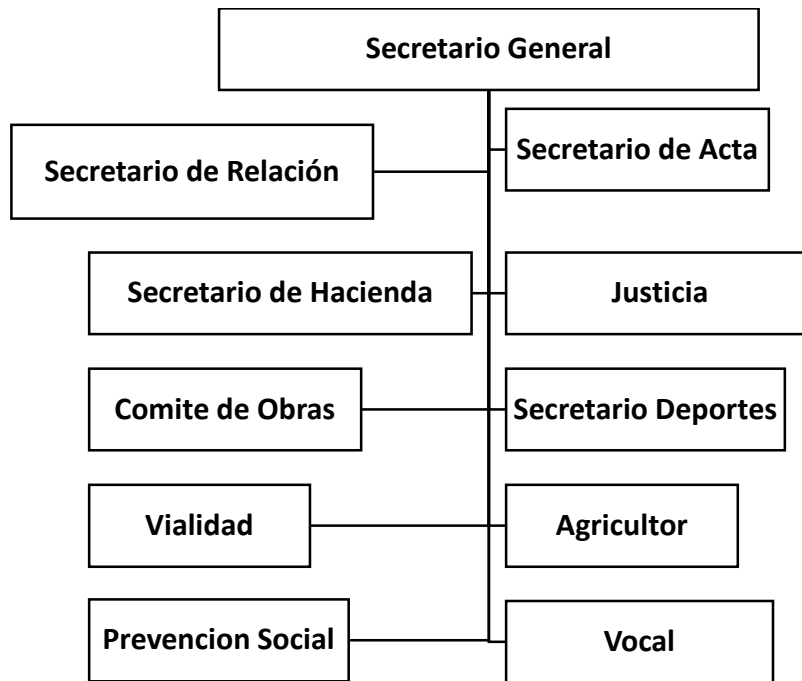 Secretario General
Secretario de Relación
Secretario de Acta
Secretario de Hacienda
Justicia
Comite de Obras
Secretario Deportes
Vialidad
Agricultor
Prevencion Social
Vocal